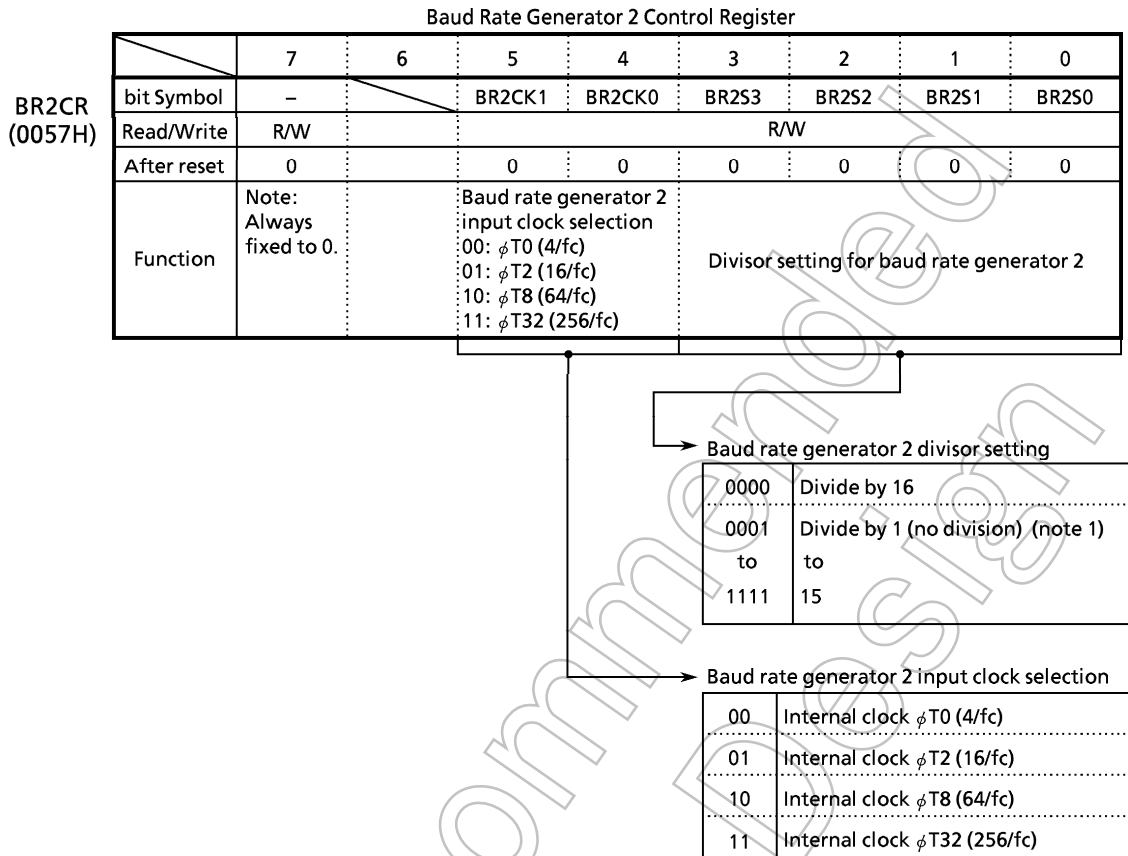 Baud Rate Generator 2 Control Register
7 6 5 4 3 2 1 0
BR2CR
(0057H)
bit Symbol – BR2CK1 BR2CK0 BR2S3 BR2S2 BR2S1 BR2S0
Read/Write R/W R/W
After reset 0 0 0 0 0 0 0
Function
Note:
Always
fixed to 0.
Baud rate generator 2
input clock selection
00: φT0 (4/fc)
01: φT2 (16/fc)
10: φT8 (64/fc)
11: φT32 (256/fc)
Divisor setting for baud rate generator 2
Baud rate generator 2 divisor setting
0000 Divide by 16
0001 Divide by 1 (no division) (note 1)
to to
1111 15
Baud rate generator 2 input clock selection
00 Internal clock φT0 (4/fc)
01 Internal clock φT2 (16/fc)
10 Internal clock φT8 (64/fc)
11 Internal clock φT32 (256/fc)
ommended
Design